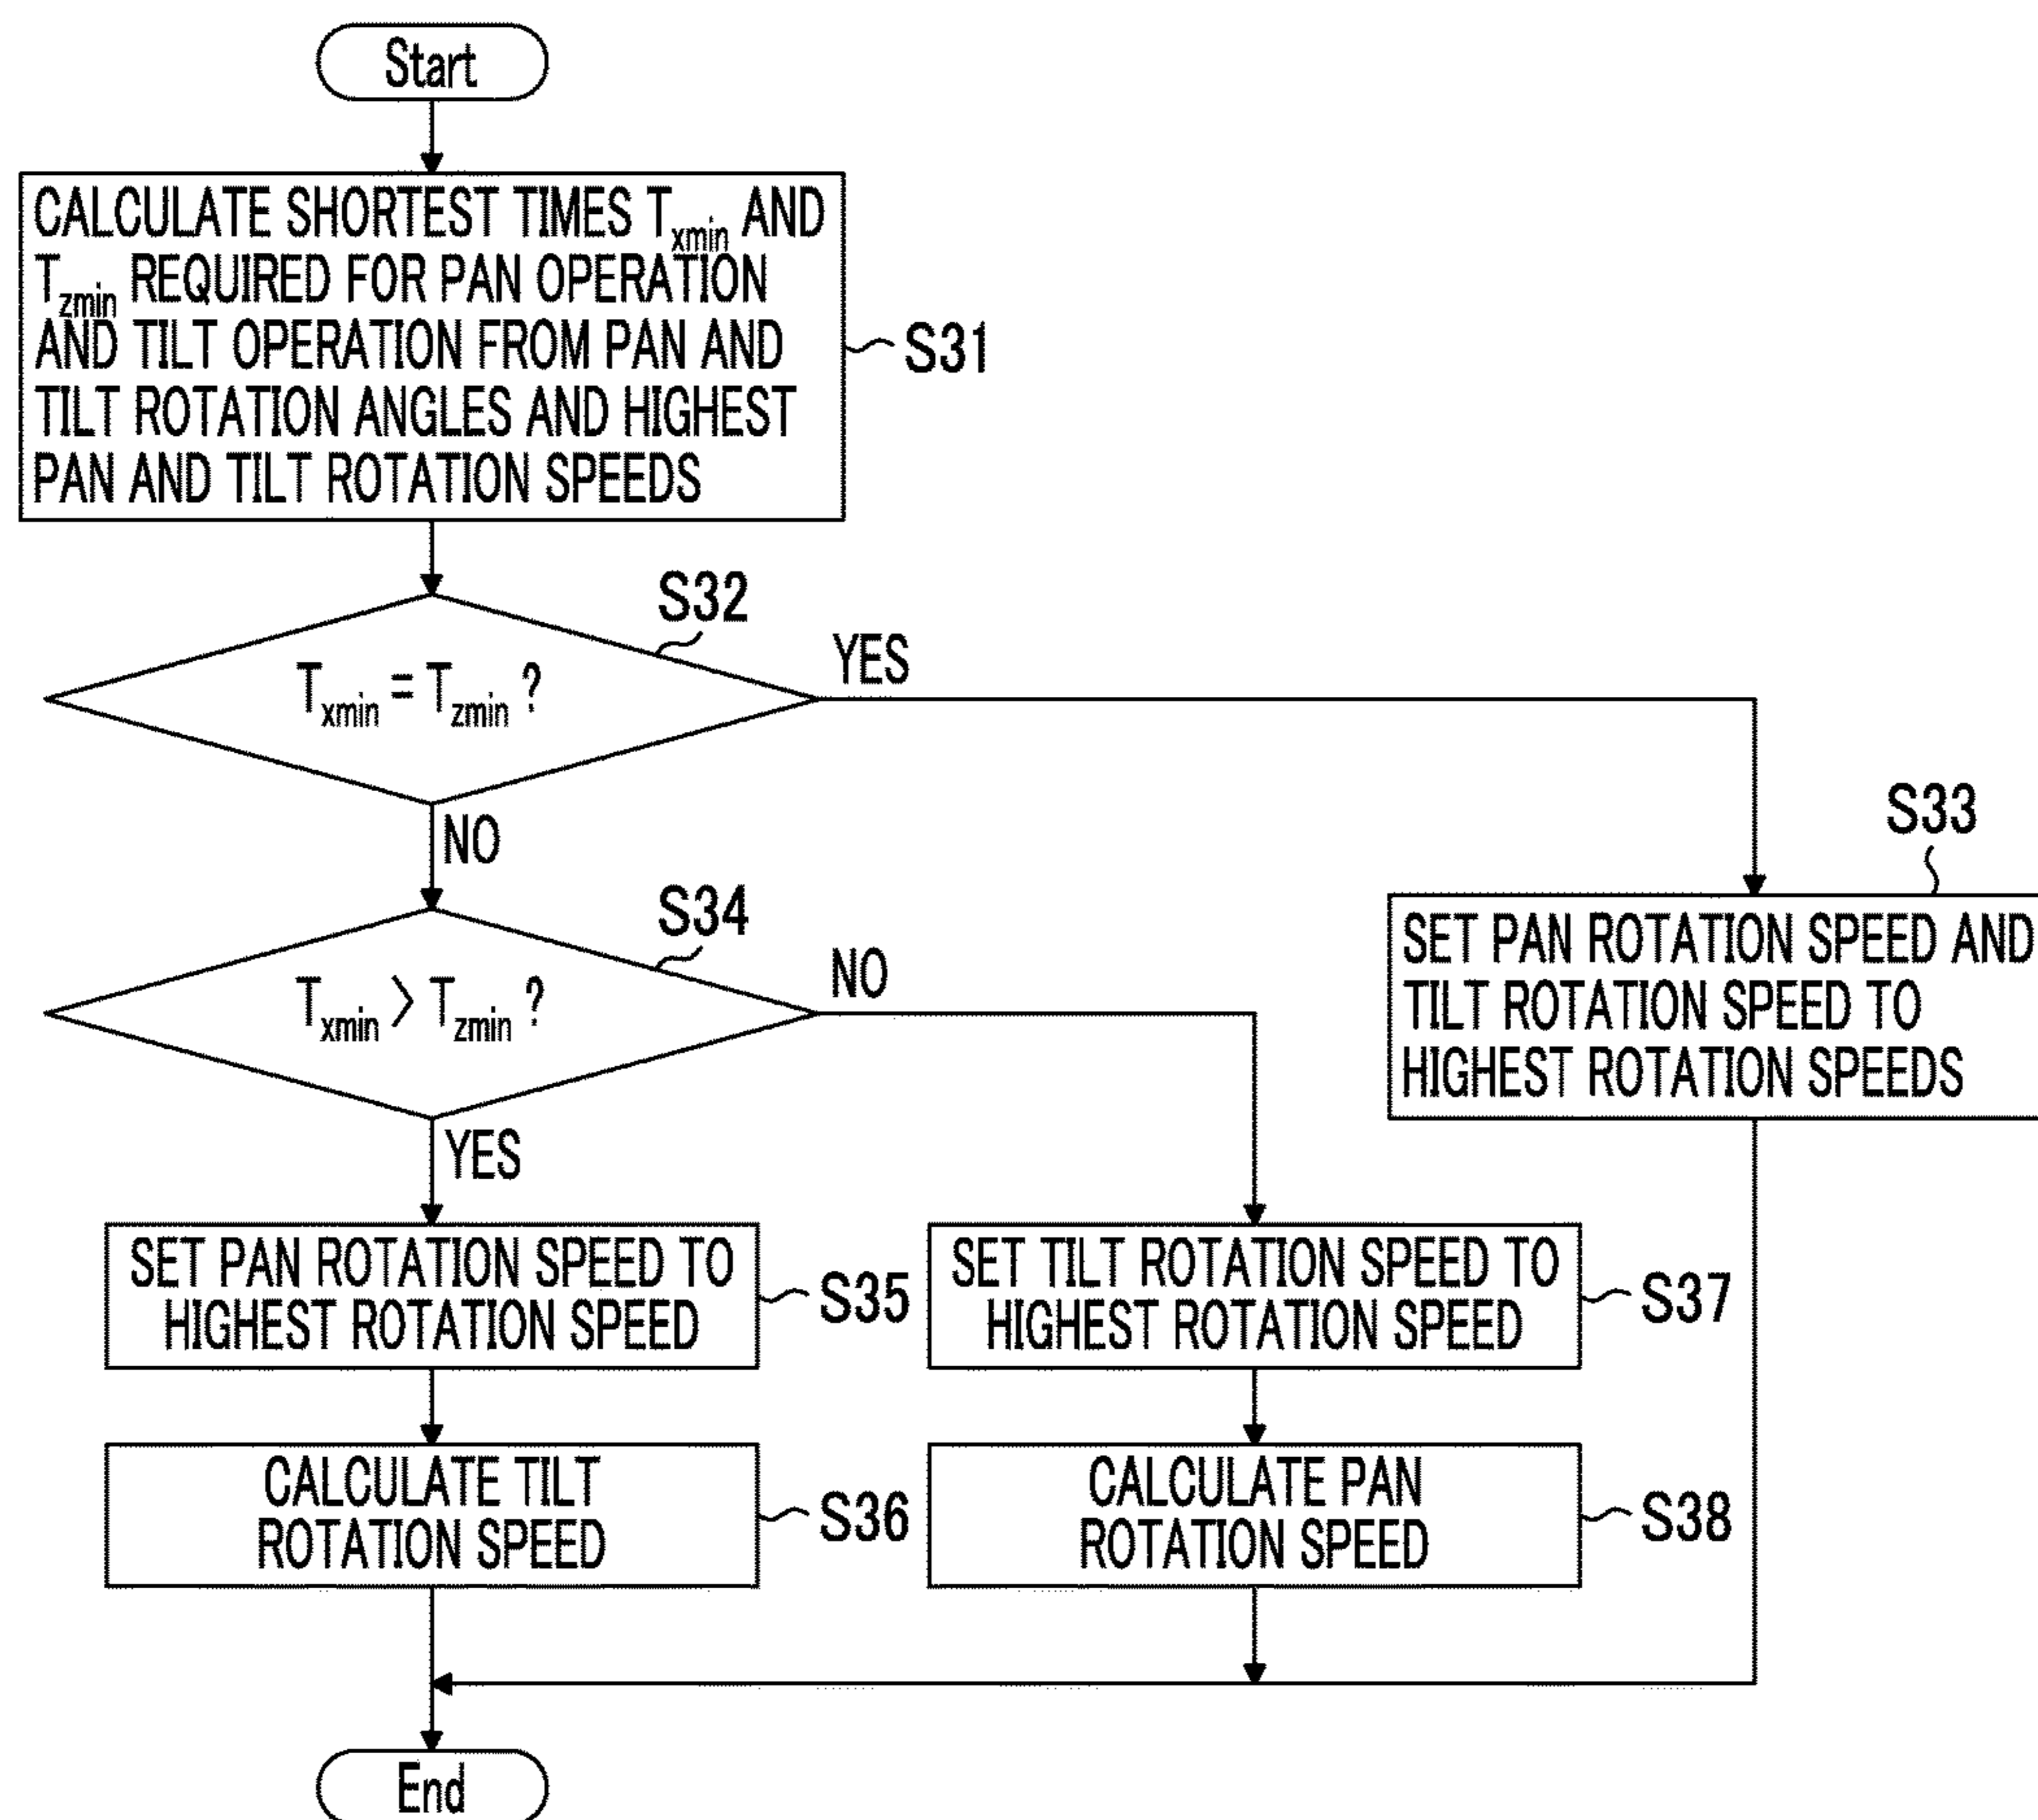 Start
CALCULATE SHORTEST TIMES Txmin AND
Tzmin REQUIRED FOR PAN OPERATION
AND TILT OPERATION FROM PAN AND
TILT ROTATION ANGLES AND HIGHEST
PAN AND TILT ROTATION SPEEDS
S31
S32
Txmin = Tzmin ?
YES
NO
S33
SET PAN ROTATION SPEED AND
TILT ROTATION SPEED TO
HIGHEST ROTATION SPEEDS
S34
Txmin > Tzmin ?
NO
YES
SET PAN ROTATION SPEED TO
HIGHEST ROTATION SPEED
S35
SET TILT ROTATION SPEED TO
HIGHEST ROTATION SPEED
S37
CALCULATE TILT
ROTATION SPEED
S36
CALCULATE PAN
ROTATION SPEED
S38
End